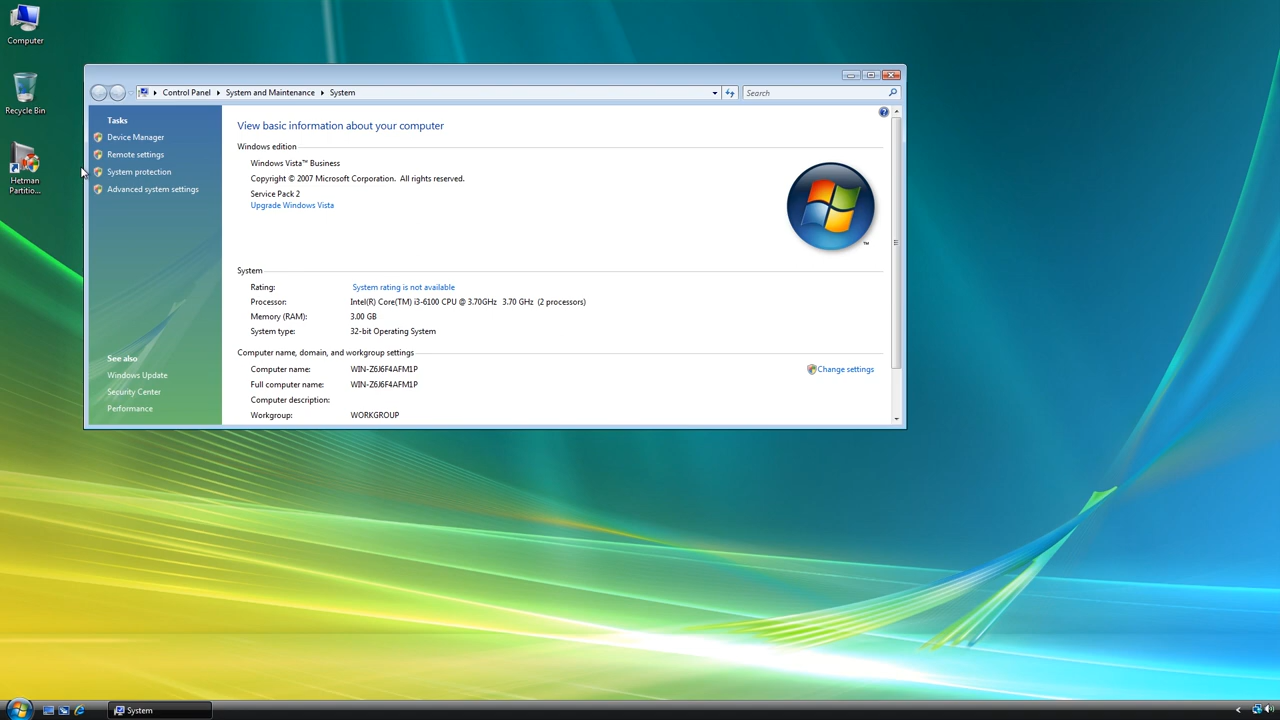 Computer
Recycle Bin
Hetman
Partitio...
Control Panel
System and Maintenance
System
Search
Tasks
Device Manager
Remote settings
System protection
Advanced system settings
See also
Windows Update
Security Center
Performance
View basic information about your computer
Windows edition
Windows Vista™ Business
Copyright © 2007 Microsoft Corporation. All rights reserved.
Service Pack 2
Upgrade Windows Vista
TM
System
Rating: System rating is not available
Processor: Intel(R) Core(TM) i3-6100 CPU @ 3.70GHz 3.70 GHz (2 processors)
Memory (RAM): 3.00 GB
System type: 32-bit Operating System
Computer name, domain, and workgroup settings
Computer name: WIN-Z6J6F4AFM1P
Change settings
Full computer name: WIN-Z6J6F4AFM1P
Computer description:
Workgroup: WORKGROUP
System